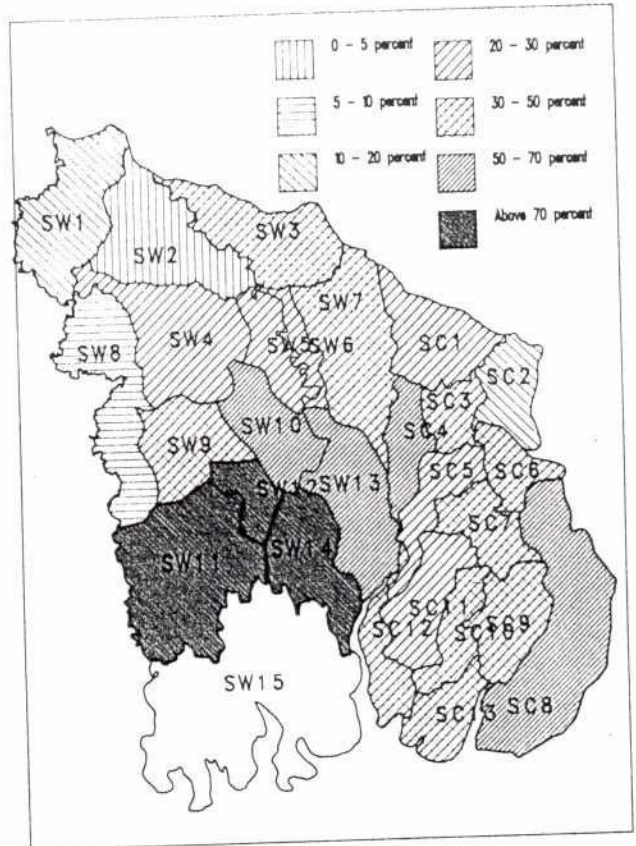 0 - 5 percent
20 - 30 percent
5 - 10 percent
30 - 50 percent
10 - 20 percent
50 - 70 percent
Above 70 percent
SW1
SW2
SW3
SW7
SW8
SW4
SW5
SW6
SC1
SC2
SC3
SC4
SW10
SW9
SC5
SC6
SW12
SW13
SC7
SW11
SW14
SC11
SC12
SC10
SC9
SW15
SC13
SC8